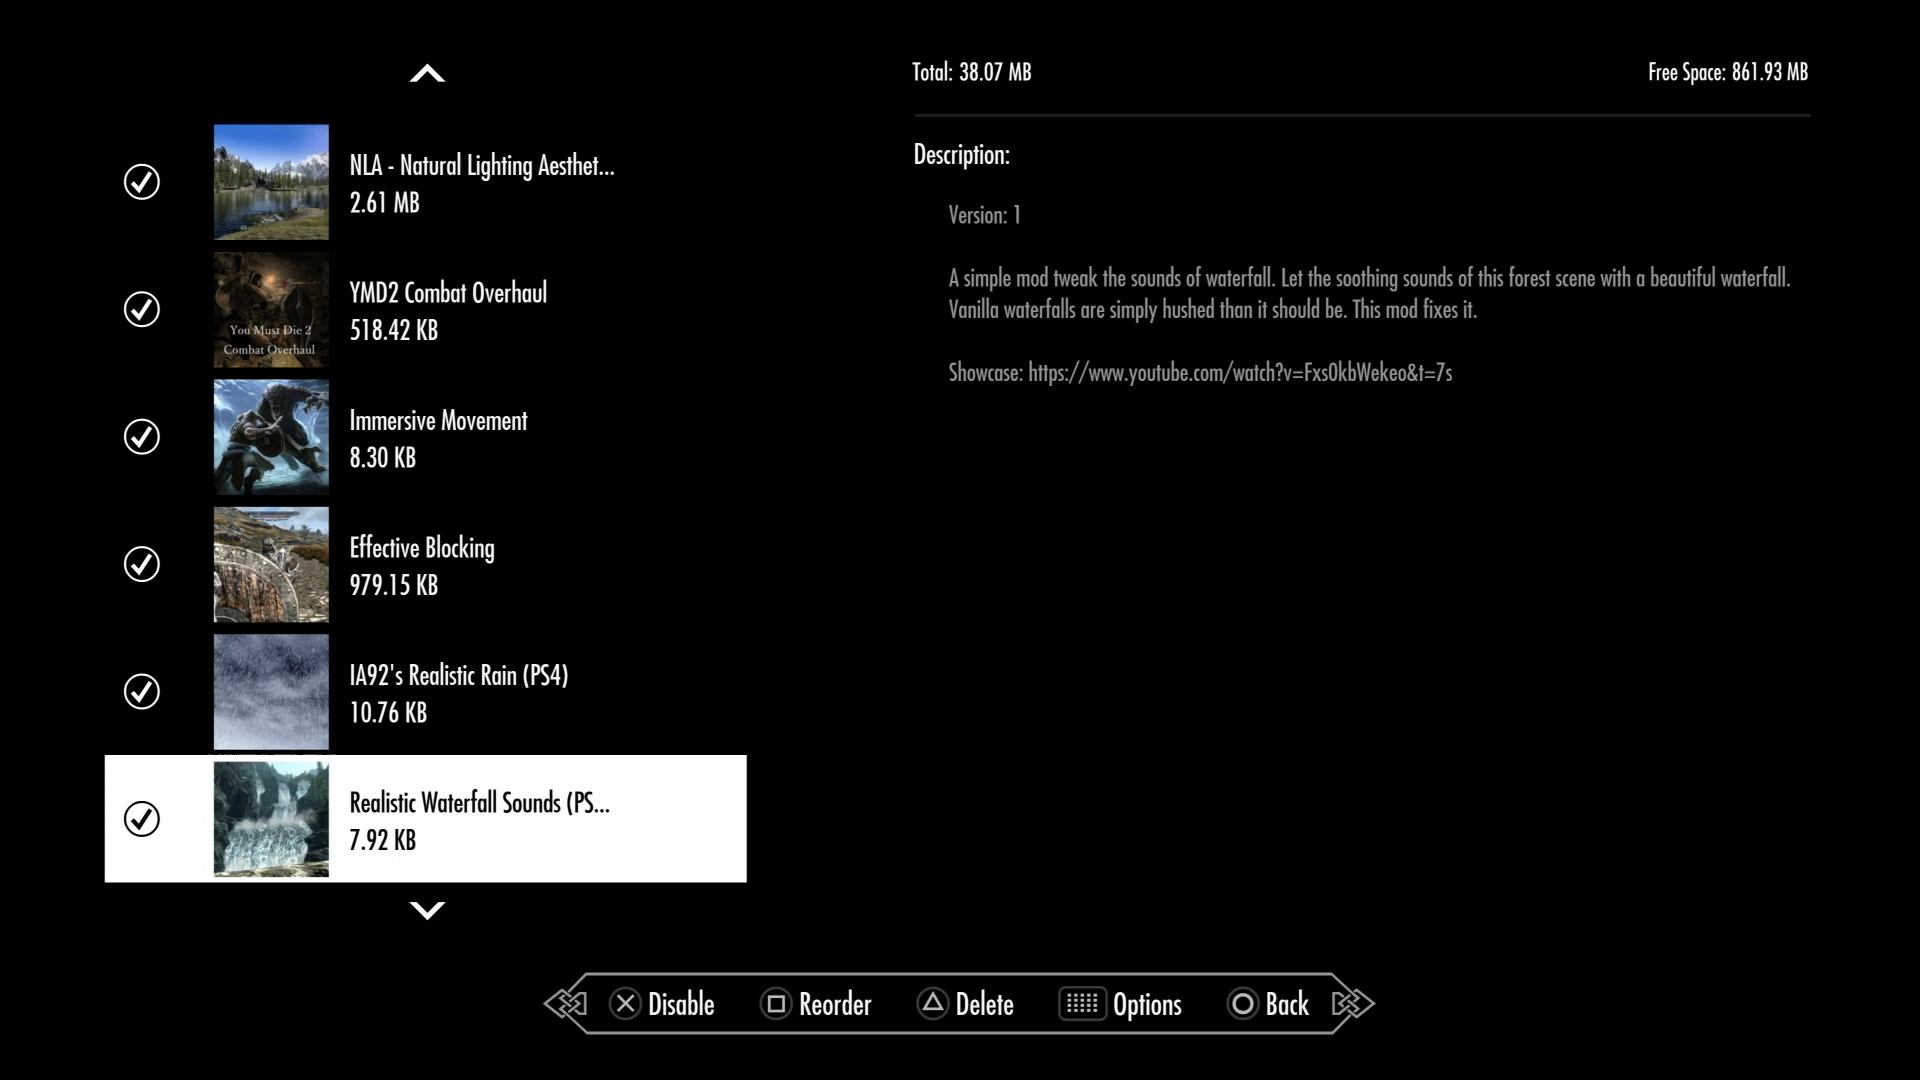 Total: 38.07 MB
Free Space: 861.93 MB
NLA - Natural Lighting Aesthet...
2.61 MB
You Must Die 2
Combat Overhaul
YMD2 Combat Overhaul
518.42 KB
Immersive Movement
8.30 KB
Effective Blocking
979.15 KB
IA92's Realistic Rain (PS4)
10.76 KB
Realistic Waterfall Sounds (PS...
7.92 KB
Description:
Version: 1
A simple mod tweak the sounds of waterfall. Let the soothing sounds of this forest scene with a beautiful waterfall.
Vanilla waterfalls are simply hushed than it should be. This mod fixes it.
Showcase: https://www.youtube.com/watch?v=Fxs0kbWekeo&t=7s
Disable
Reorder
Delete
Options
Back